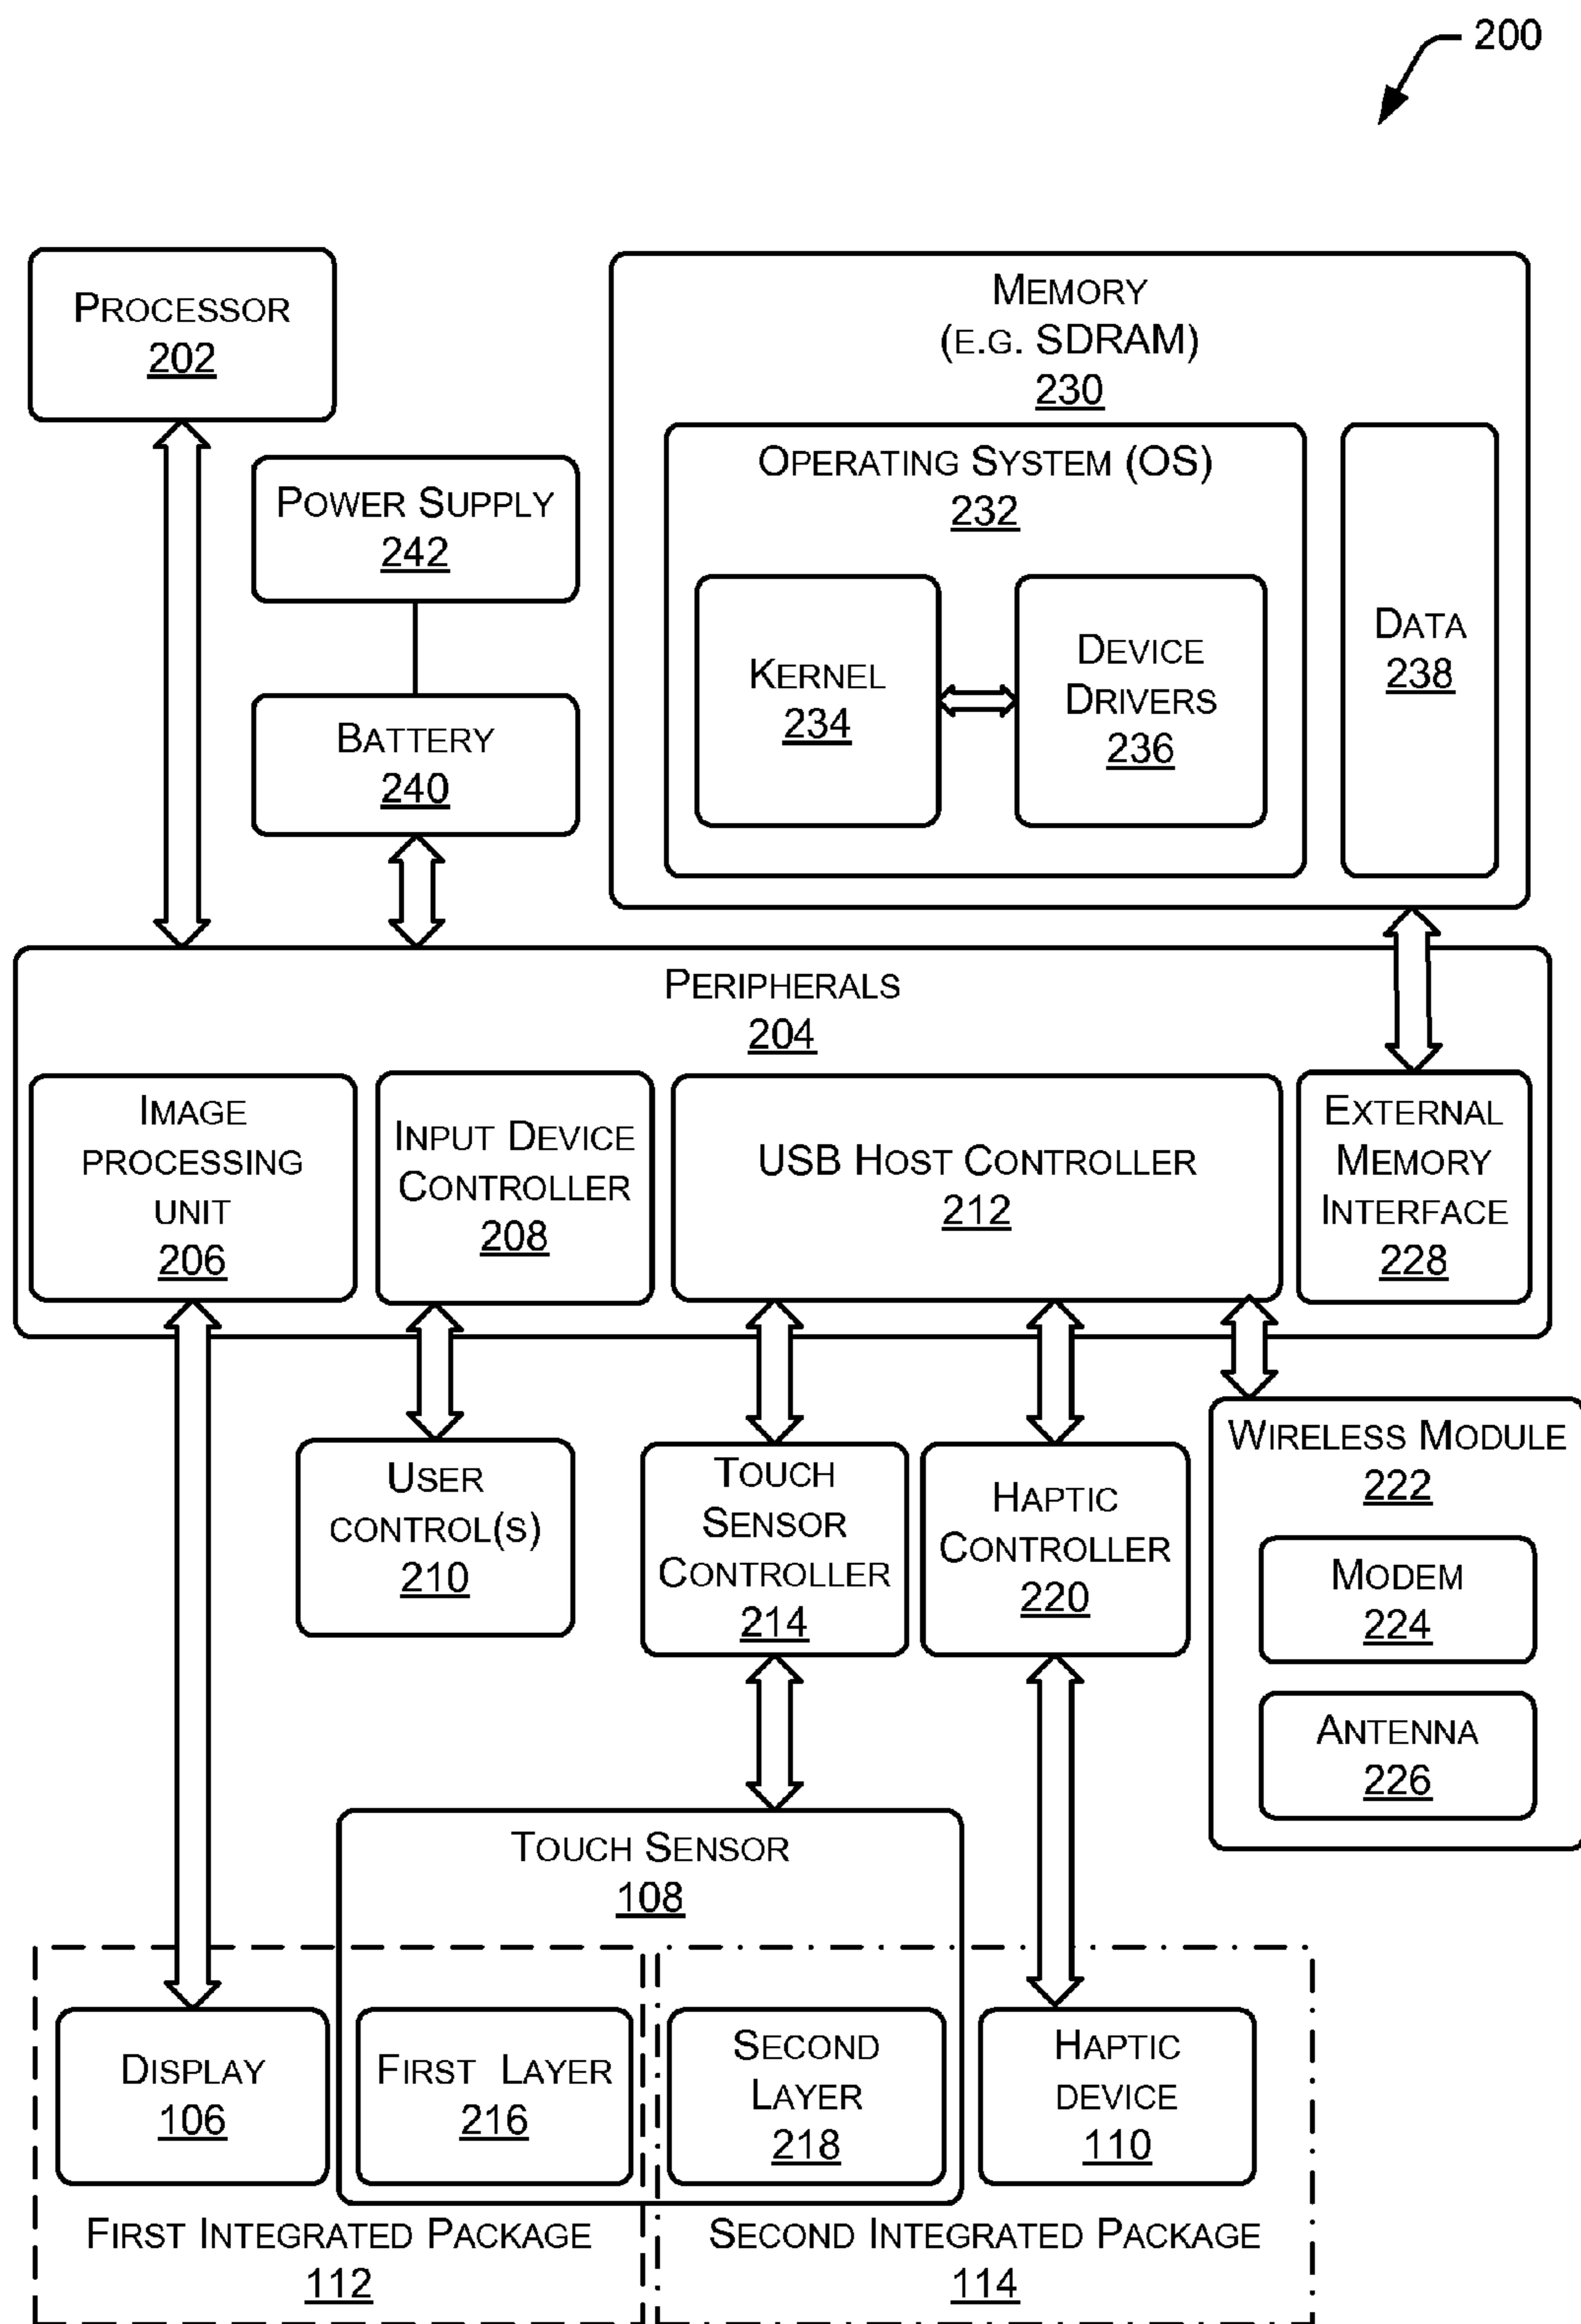 200
PROCESSOR
202
MEMORY
(E.G. SDRAM)
230
POWER SUPPLY
242
OPERATING SYSTEM (OS)
232
KERNEL
234
DEVICE
DRIVERS
236
DATA
238
BATTERY
240
PERIPHERALS
204
IMAGE
PROCESSING
UNIT
206
INPUT DEVICE
CONTROLLER
208
USB HOST CONTROLLER
212
EXTERNAL
MEMORY
INTERFACE
228
USER
CONTROL(S)
210
TOUCH
SENSOR
CONTROLLER
214
HAPTIC
CONTROLLER
220
WIRELESS MODULE
222
MODEM
224
ANTENNA
226
TOUCH SENSOR
108
DISPLAY
106
FIRST LAYER
216
SECOND
LAYER
218
HAPTIC
DEVICE
110
FIRST INTEGRATED PACKAGE
112
SECOND INTEGRATED PACKAGE
114